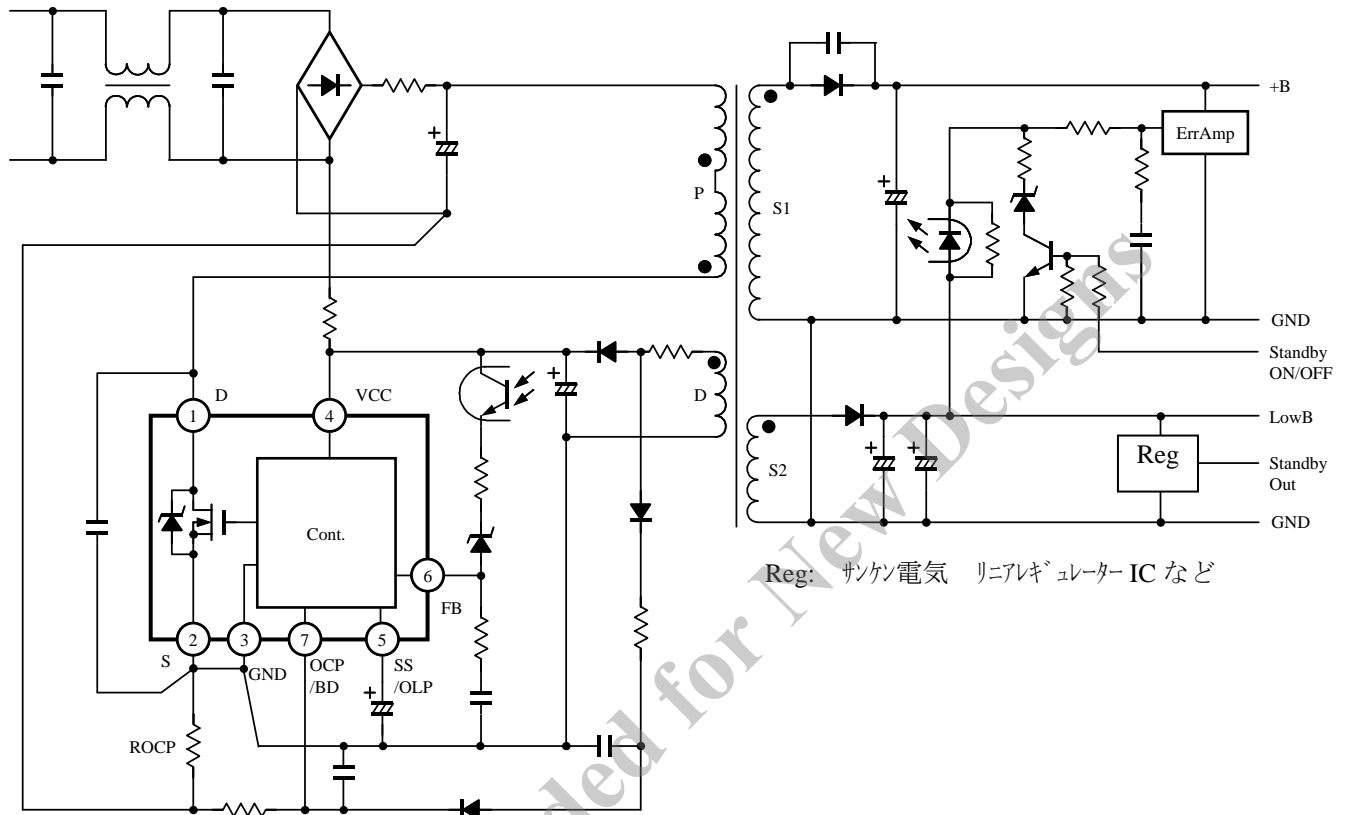 +B
ErrAmp
P
S1
GND
Standby
ON/OFF
D
VCC
D
1
4
LowB
S2
Reg
Standby
Out
Cont.
GND
6
FB
Reg: サンケン電気 リニアレギュレーター IC など
2
3
7
5
S
GND
OCP
/BD
SS
/OLP
ROCP
+
+
+
+
+
+
ded for New Designs